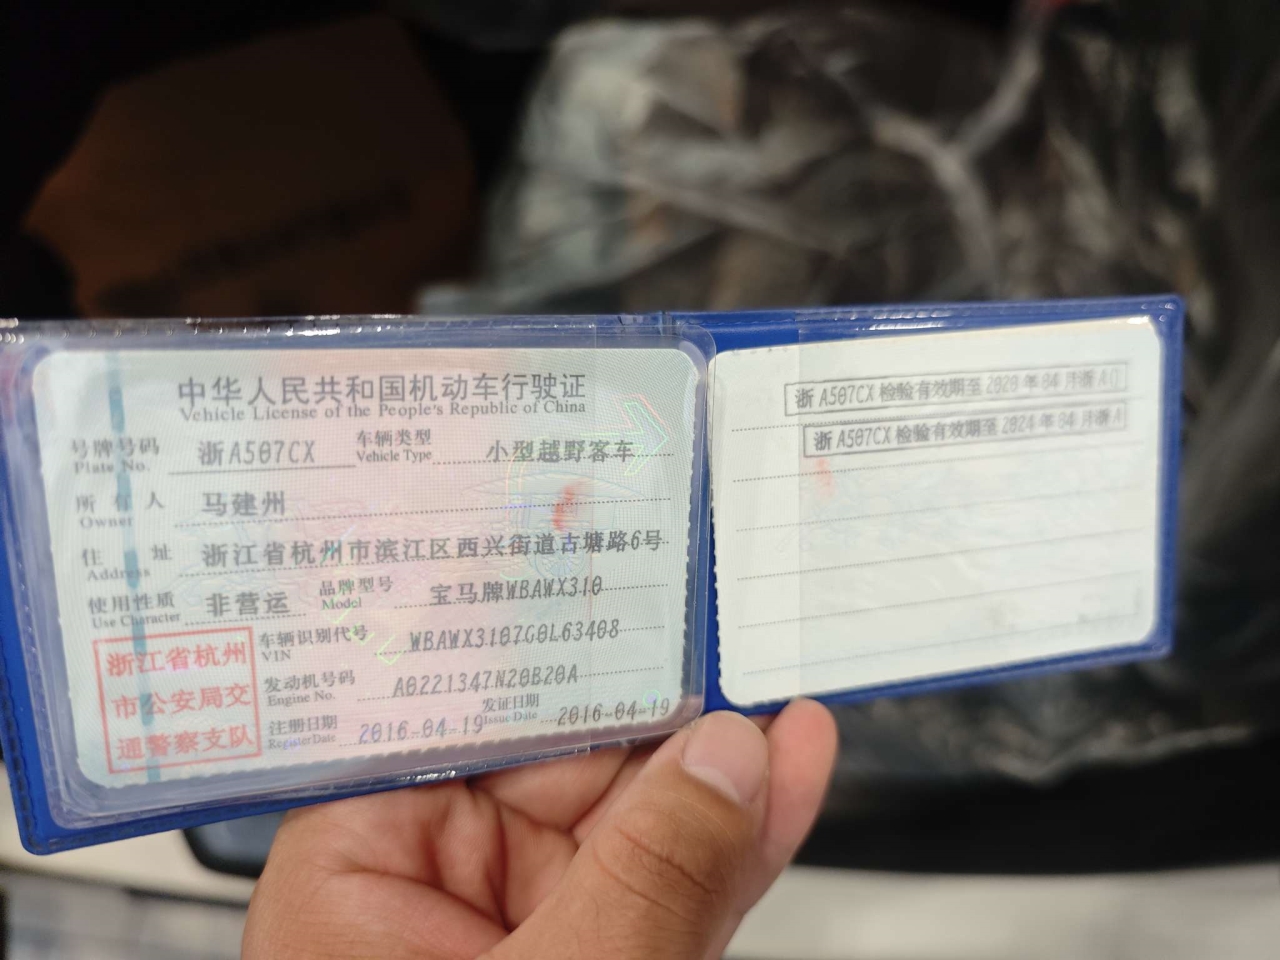 中华人民共和国机动车行驶证
Vehicle License of the People's Republic of China
号牌号码 浙A507CX 车辆类型 小型越野客车
Plate No. Vehicle Type
所有人 马建州
Owner
住址 浙江省杭州市滨江区西兴街道古塘路6号
Address
使用性质 非营运 品牌型号 宝马牌WBAWX310
Use Character Model
浙江省杭州
市公安局交
通警察支队
车辆识别代号 WBAWX3107G0L63408
VIN
发动机号码 A0221347N20B20A
Engine No.
注册日期 2016-04-19 发证日期 2016-04-19
Register Date Issue Date
浙A507CX检验有效期至2020年04月浙A
浙A507CX检验有效期至2024年04月浙A